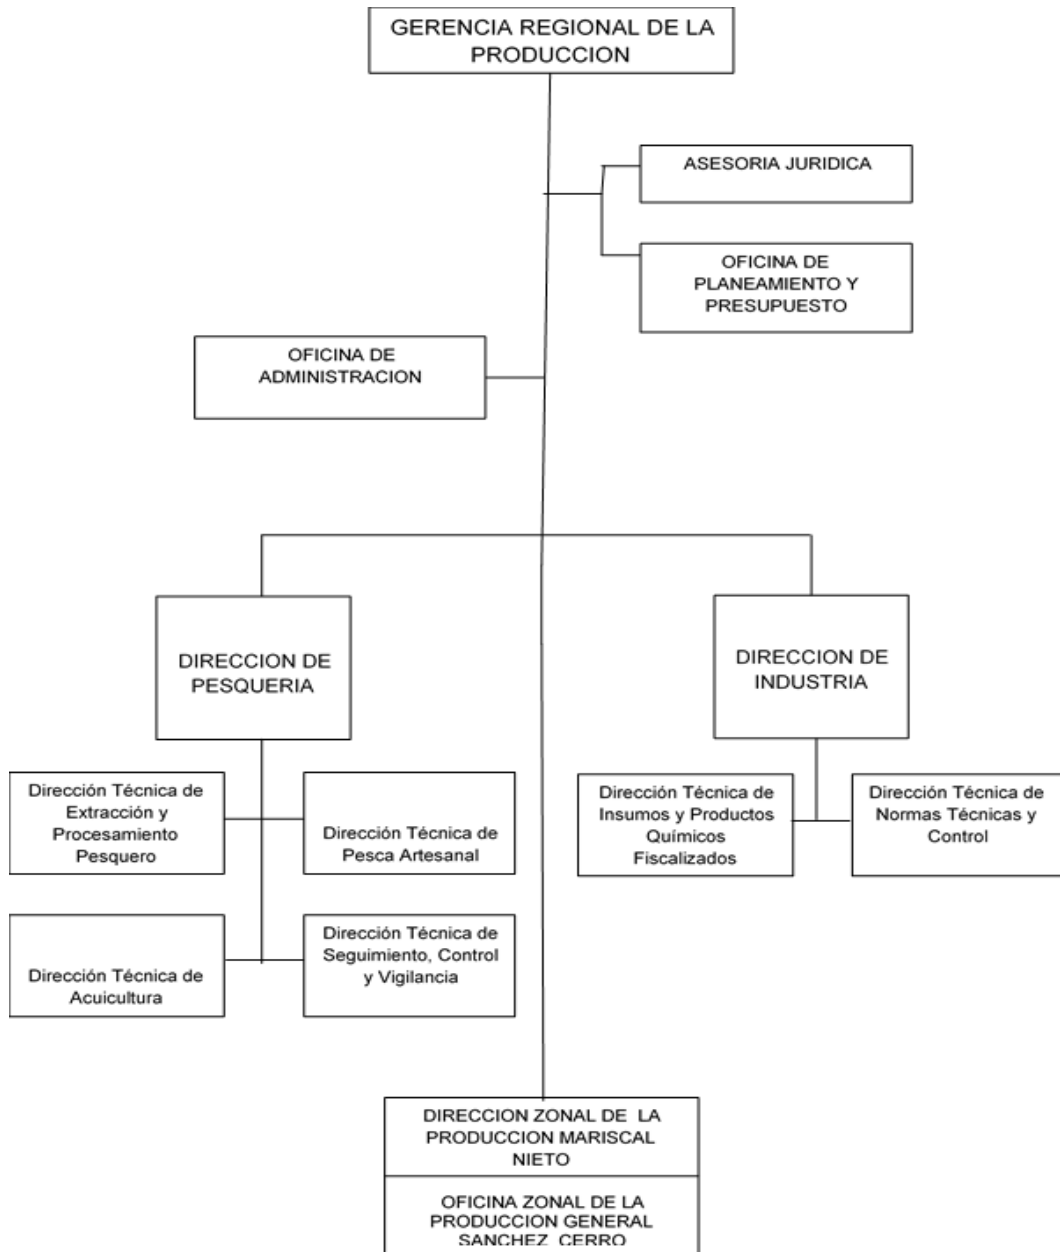 GERENCIA REGIONAL DE LA
PRODUCCION
ASESORIA JURIDICA
OFICINA DE
PLANEAMIENTO Y
PRESUPUESTO
OFICINA DE
ADMINISTRACION
DIRECCION DE
PESQUERIA
DIRECCION DE
INDUSTRIA
Dirección Técnica de
Extracción y
Procesamiento
Pesquero
Dirección Técnica de
Pesca Artesanal
Dirección Técnica de
Insumos y Productos
Químicos
Fiscalizados
Dirección Técnica de
Normas Técnicas y
Control
Dirección Técnica de
Acuicultura
Dirección Técnica de
Seguimiento, Control
y Vigilancia
DIRECCION ZONAL DE LA
PRODUCCION MARISCAL
NIETO
OFICINA ZONAL DE LA
PRODUCCION GENERAL
SANCHEZ CERRO